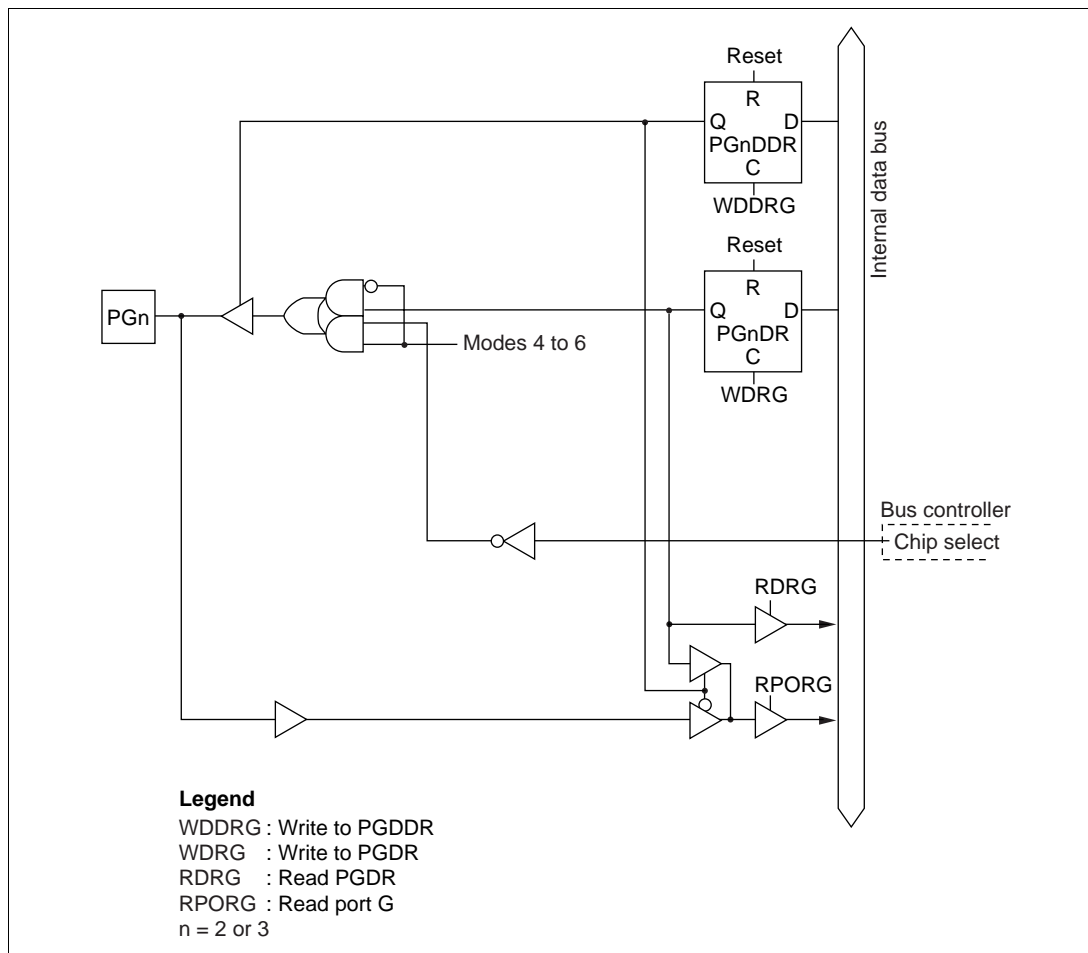 Reset
R
Q D
PGnDDR
C
WDDRG
Internal data bus
Reset
R
Q D
PGnDR
C
WDRG
PGn
Modes 4 to 6
Bus controller
Chip select
RDRG
RPORG
Legend
WDDRG : Write to PGDDR
WDRG : Write to PGDR
RDRG : Read PGDR
RPORG : Read port G
n = 2 or 3